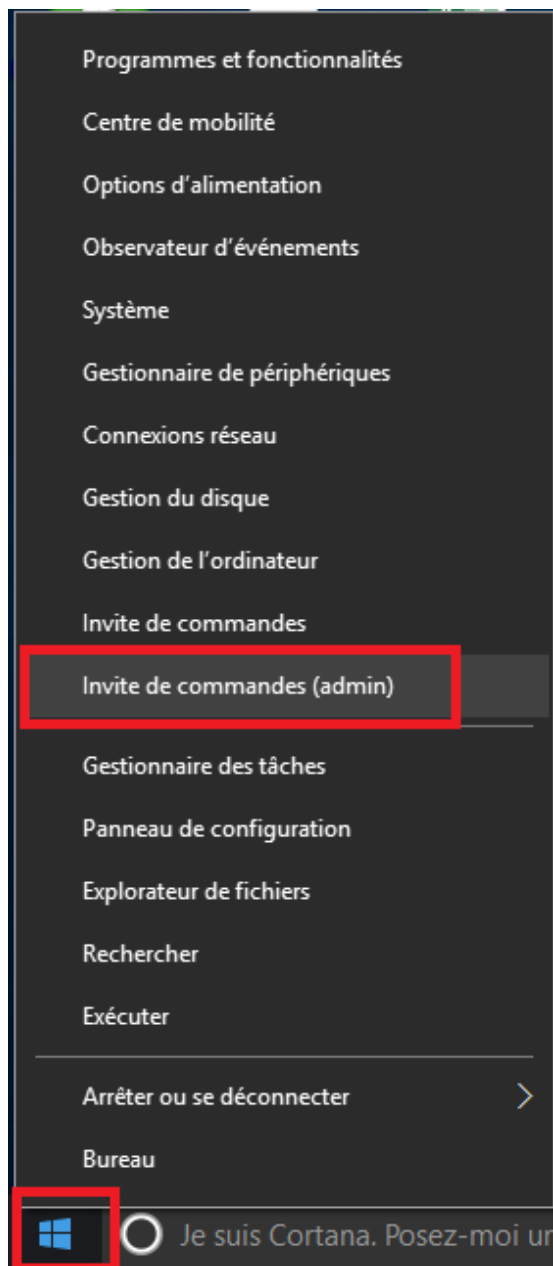 Programmes et fonctionnalités
Centre de mobilité
Options d'alimentation
Observateur d'événements
Système
Gestionnaire de périphériques
Connexions réseau
Gestion du disque
Gestion de l'ordinateur
Invite de commandes
Invite de commandes (admin)
Gestionnaire des tâches
Panneau de configuration
Explorateur de fichiers
Rechercher
Exécuter
Arrêter ou se déconnecter
Bureau
Je suis Cortana. Posez-moi un